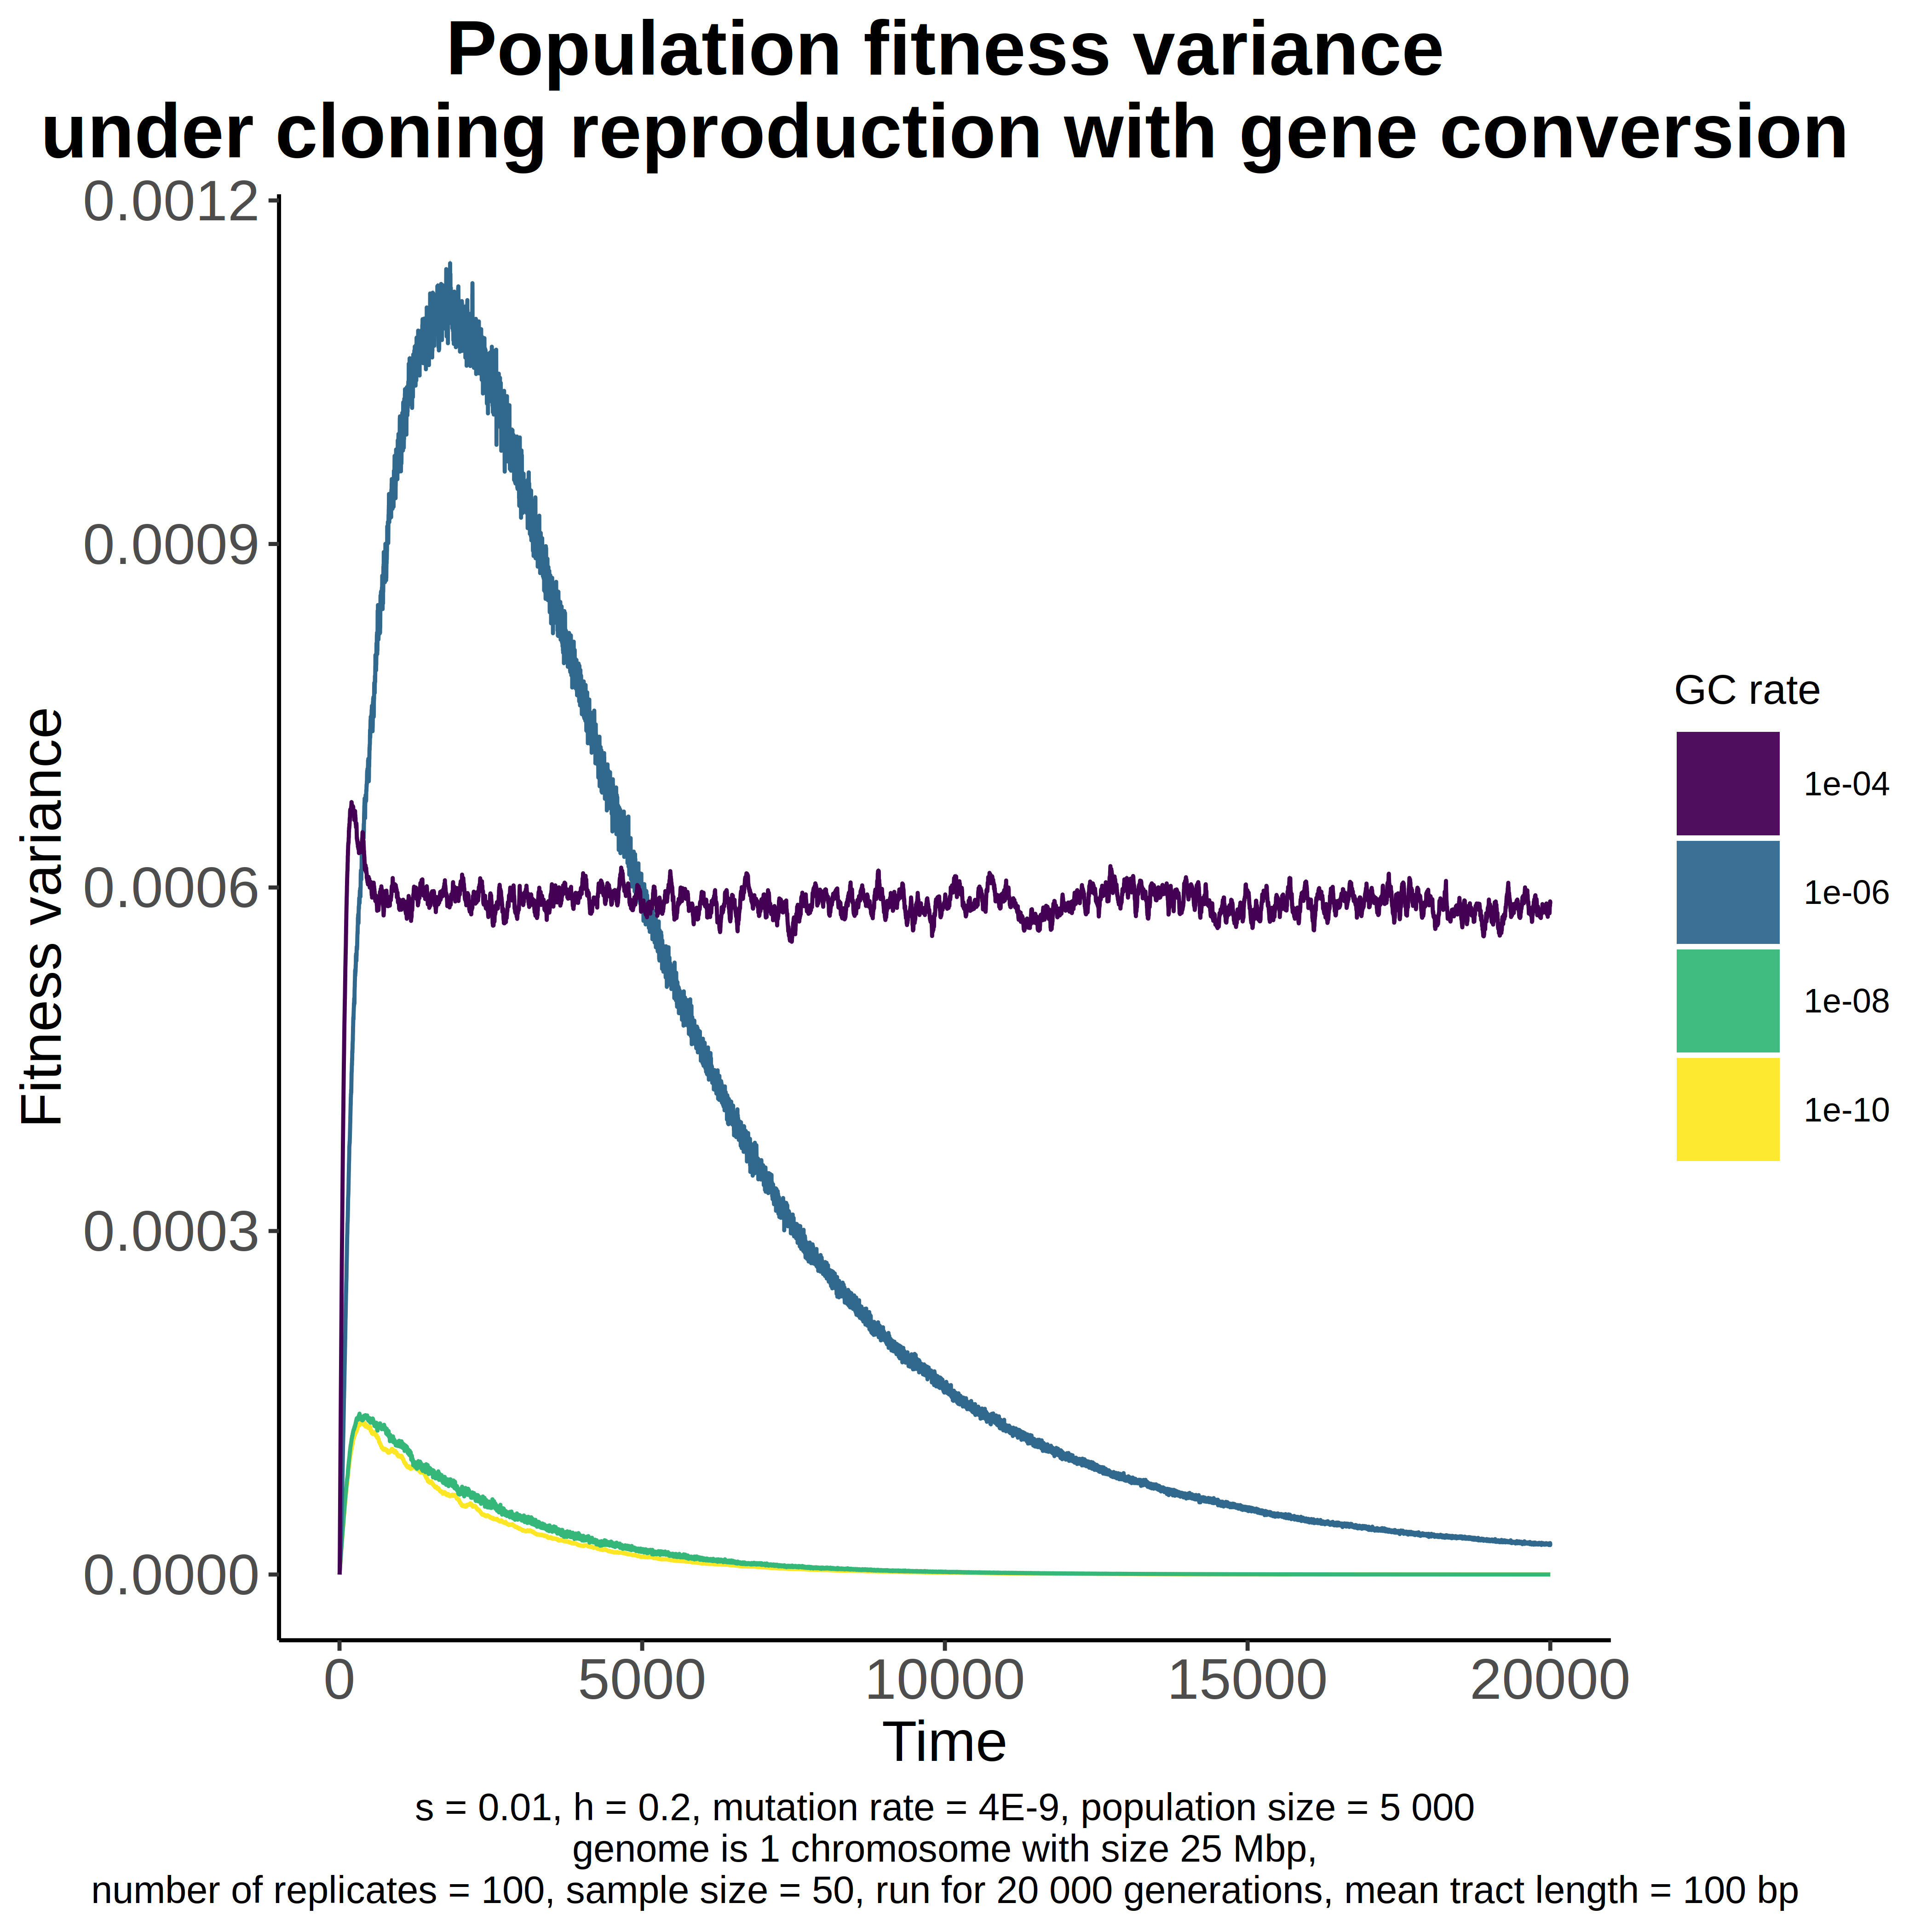 Population fitness variance
under cloning reproduction with gene conversion
0.0012
0.0009
0.0006
0.0003
0.0000
Fitness variance
0
5000
10000
15000
20000
Time
GC rate
1e-04
1e-06
1e-08
1e-10
s = 0.01, h = 0.2, mutation rate = 4E-9, population size = 5 000
genome is 1 chromosome with size 25 Mbp,
number of replicates = 100, sample size = 50, run for 20 000 generations, mean tract length = 100 bp